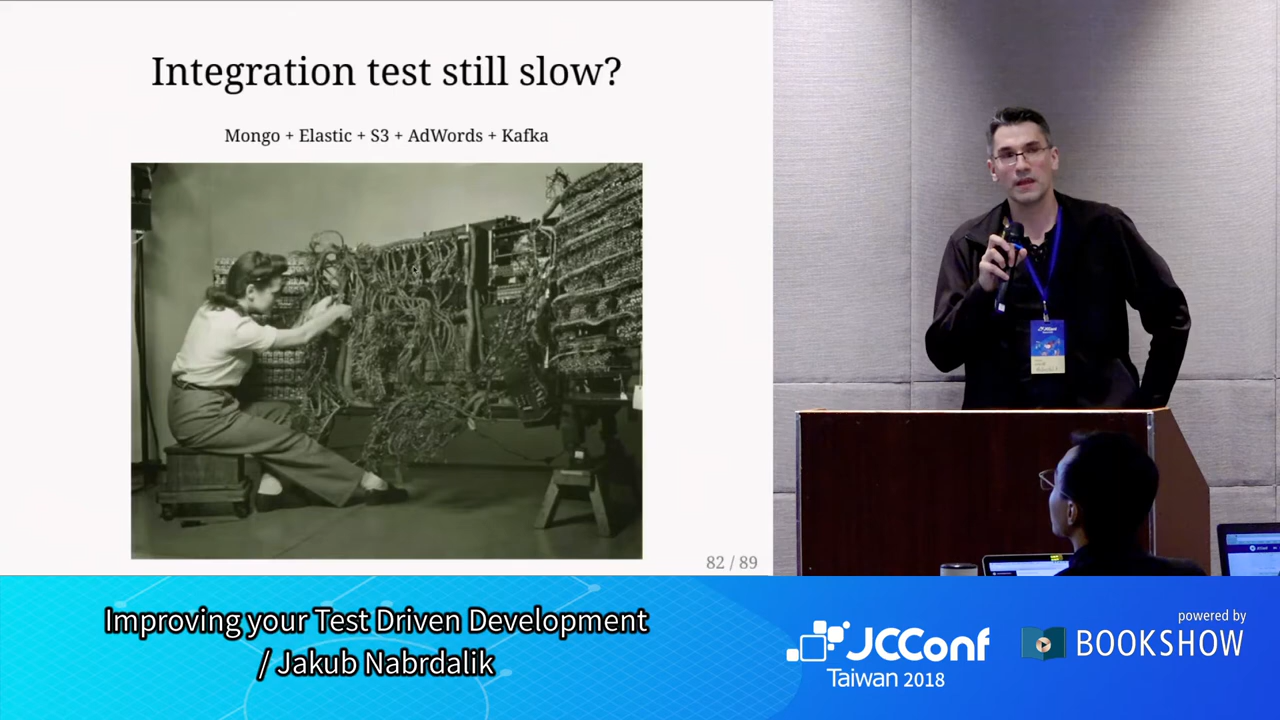 Integration test still slow?
Mongo + Elastic + S3 + AdWords + Kafka
82 / 89
Improving your Test Driven Development
/ Jakub Nabrdalik
JCConf
Taiwan 2018
powered by
BOOKSHOW